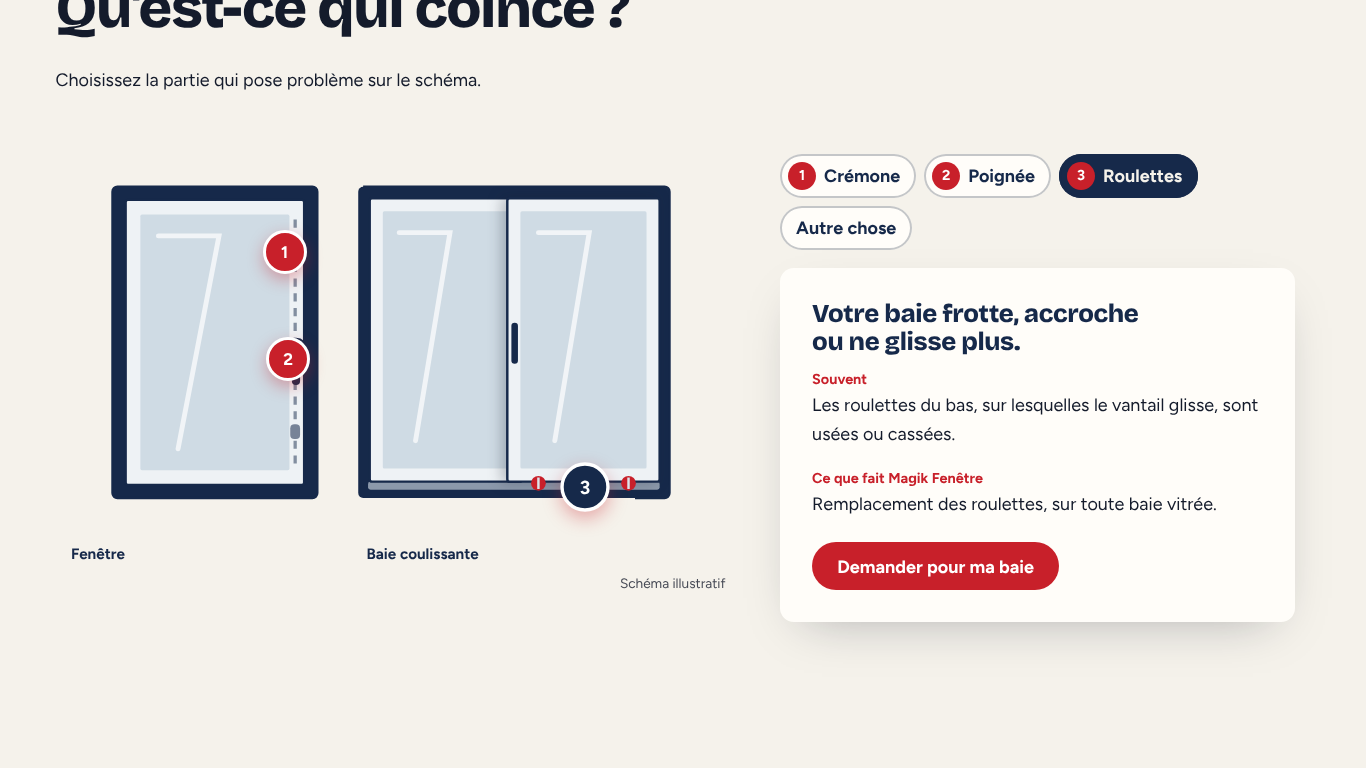 Qu'est-ce qui coince ?
Choisissez la partie qui pose problème sur le schéma.
1
2
3
Fenêtre
Baie coulissante
Schéma illustratif
1 Crémone
2 Poignée
3 Roulettes
Autre chose
Votre baie frotte, accroche
ou ne glisse plus.
Souvent
Les roulettes du bas, sur lesquelles le vantail glisse, sont
usées ou cassées.
Ce que fait Magik Fenêtre
Remplacement des roulettes, sur toute baie vitrée.
Demander pour ma baie